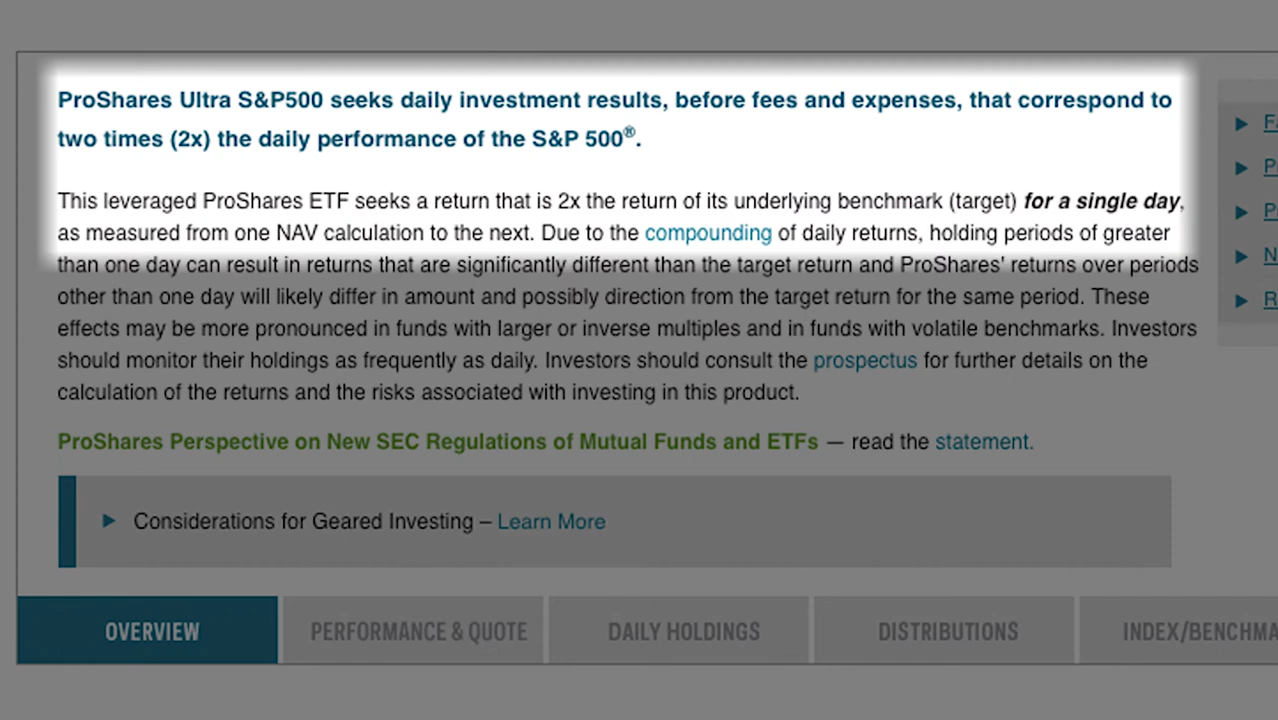 ProShares Ultra S&P500 seeks daily investment results, before fees and expenses, that correspond to
two times (2x) the daily performance of the S&P 500®.
This leveraged ProShares ETF seeks a return that is 2x the return of its underlying benchmark (target) for a single day,
as measured from one NAV calculation to the next. Due to the compounding of daily returns, holding periods of greater
than one day can result in returns that are significantly different than the target return and ProShares' returns over periods
other than one day will likely differ in amount and possibly direction from the target return for the same period. These
effects may be more pronounced in funds with larger or inverse multiples and in funds with volatile benchmarks. Investors
should monitor their holdings as frequently as daily. Investors should consult the prospectus for further details on the
calculation of the returns and the risks associated with investing in this product.
ProShares Perspective on New SEC Regulations of Mutual Funds and ETFs — read the statement.
Considerations for Geared Investing – Learn More
OVERVIEW
PERFORMANCE & QUOTE
DAILY HOLDINGS
DISTRIBUTIONS
INDEX/BENCHMA